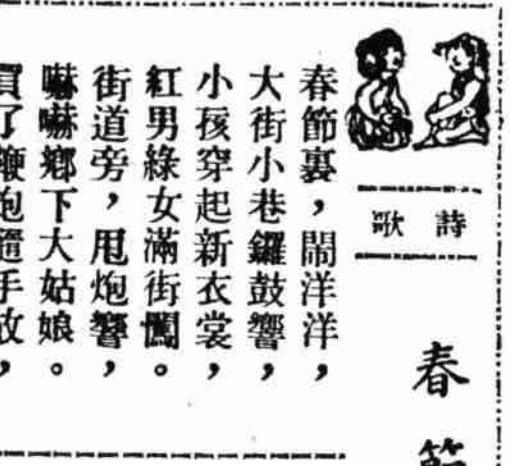 詩歌
春節
春節裏，鬧洋洋，
大街小巷鑼鼓響，
小孩穿起新衣裳，
紅男綠女滿街闖。
街道旁，甩炮響，
嚇嚇鄉下大姑娘。
買了鞭炮隨手放，